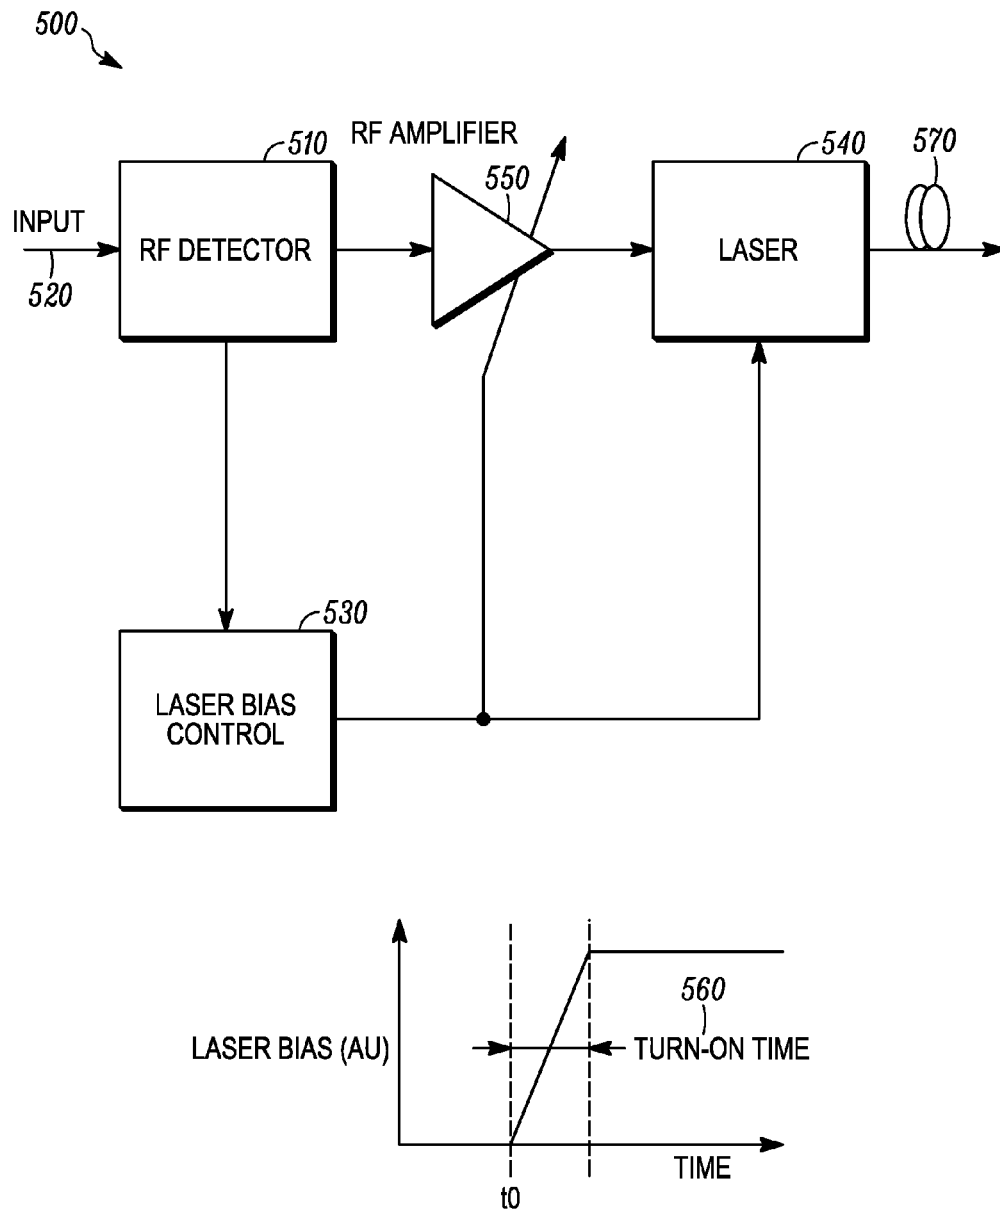 500
RF AMPLIFIER
510
550
540
570
INPUT
RF DETECTOR
LASER
520
530
LASER BIAS
CONTROL
560
LASER BIAS (AU)
TURN-ON TIME
TIME
t0